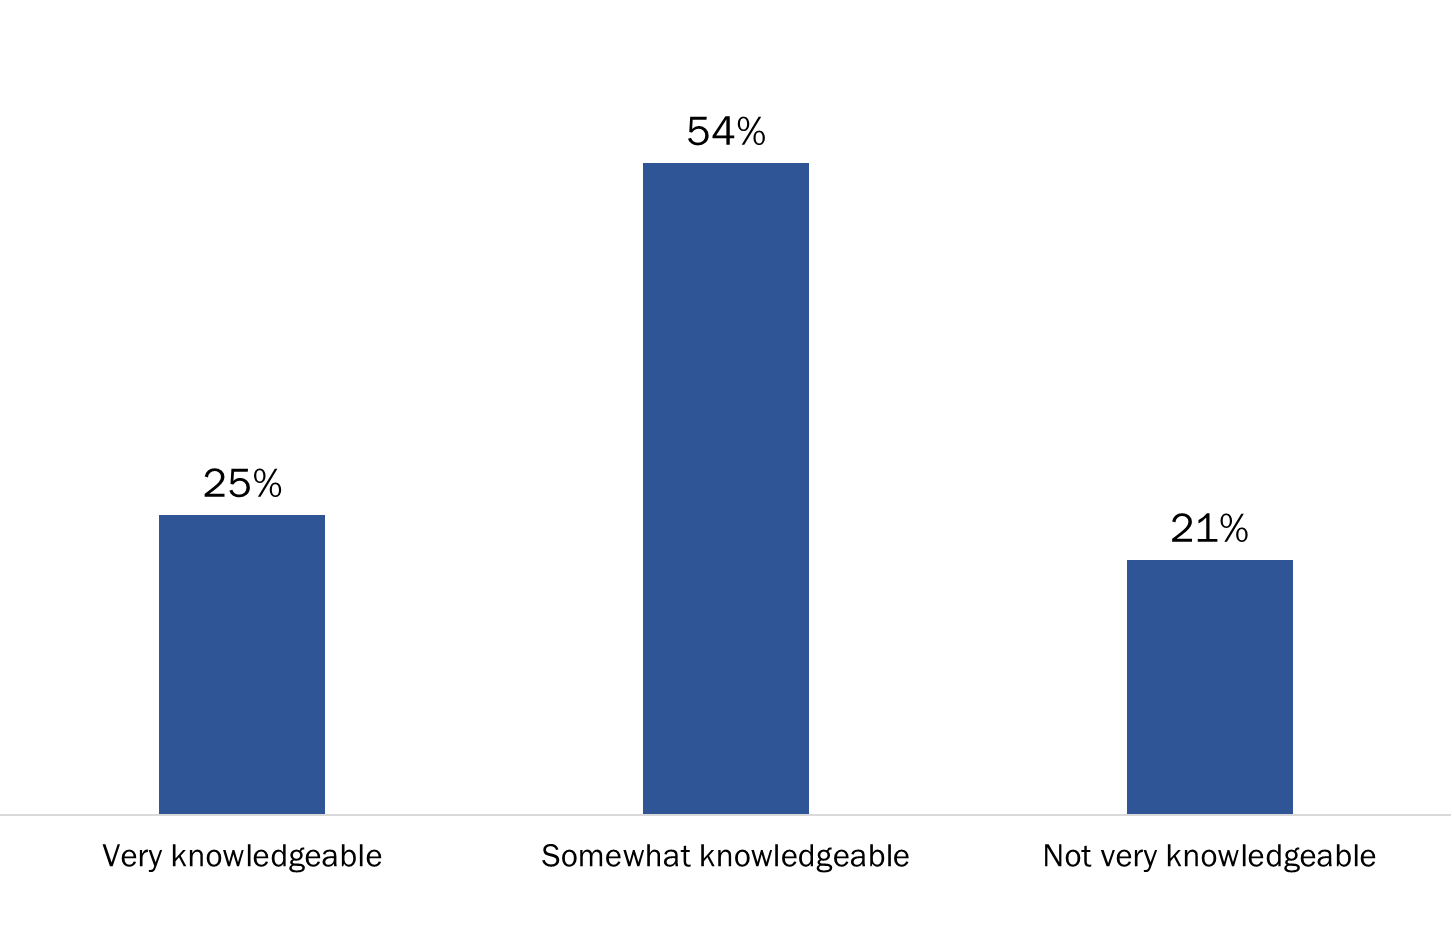 54%
25%
21%
Very knowledgeable
Somewhat knowledgeable
Not very knowledgeable